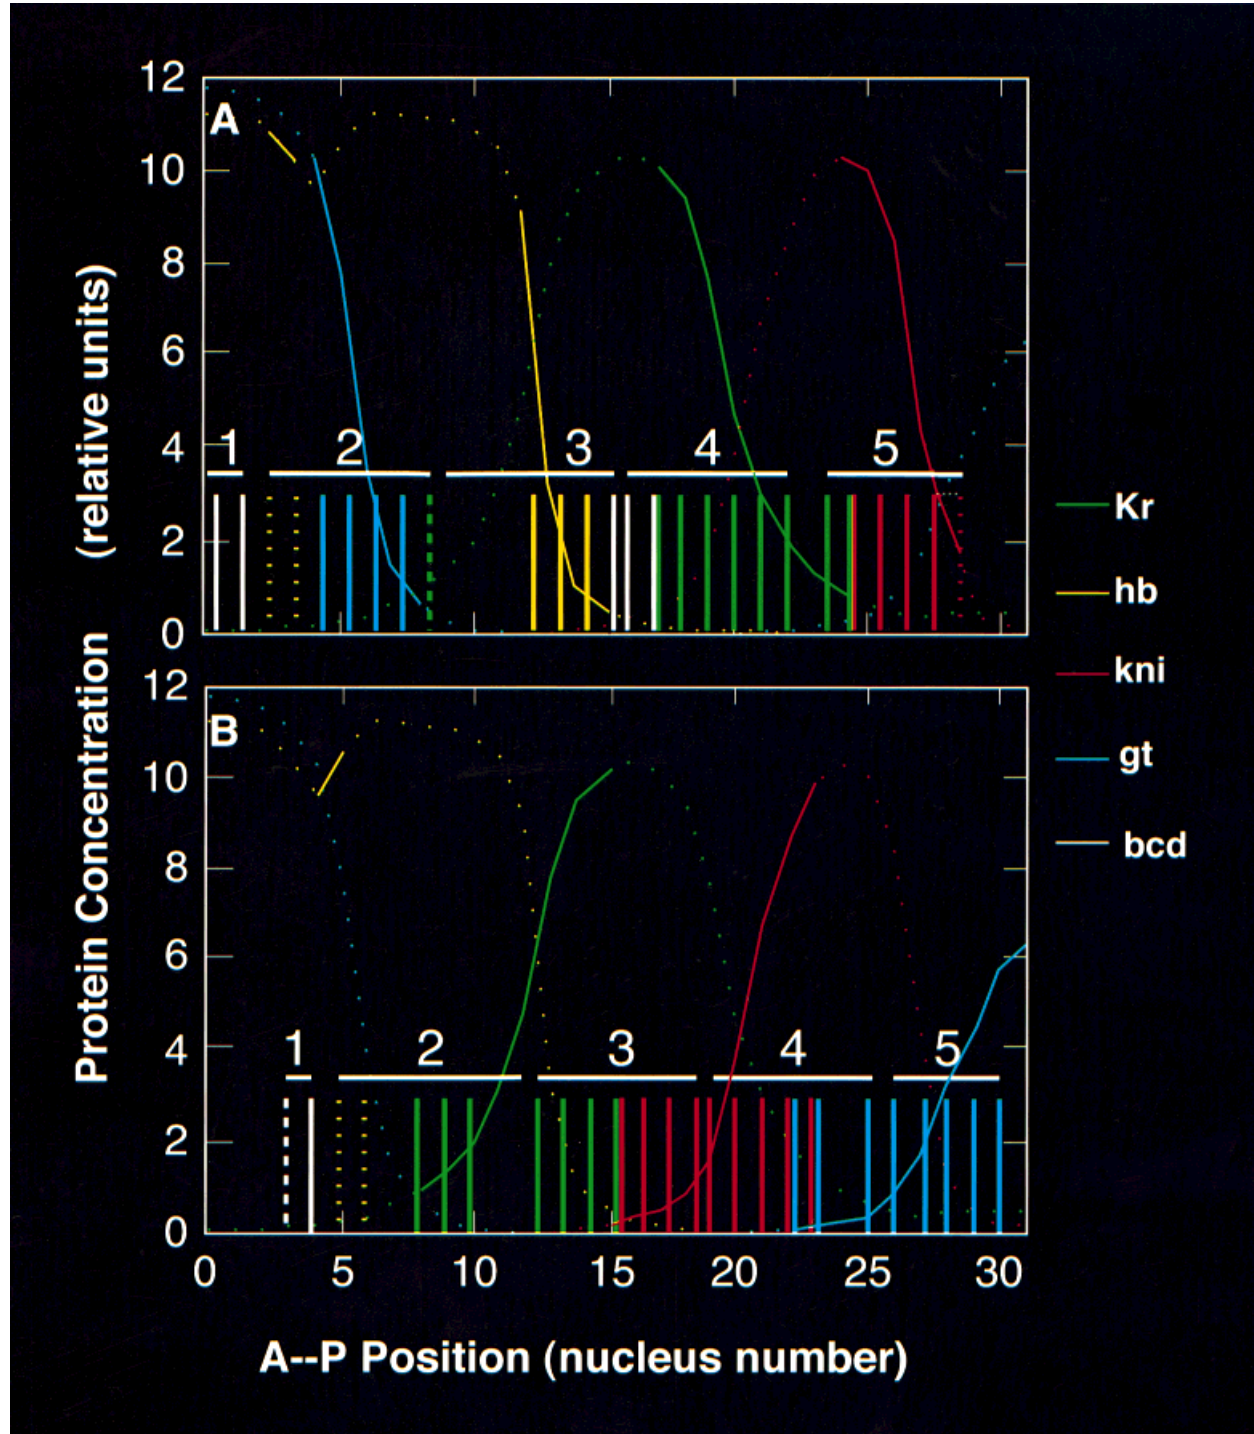 12
A
10
8
6
4
2
0
1 2 3 4 5
12
B
10
8
6
4
2
0
1 2 3 4 5
0 5 10 15 20 25 30
A--P Position (nucleus number)
Protein Concentration (relative units)
Kr
hb
kni
gt
bcd